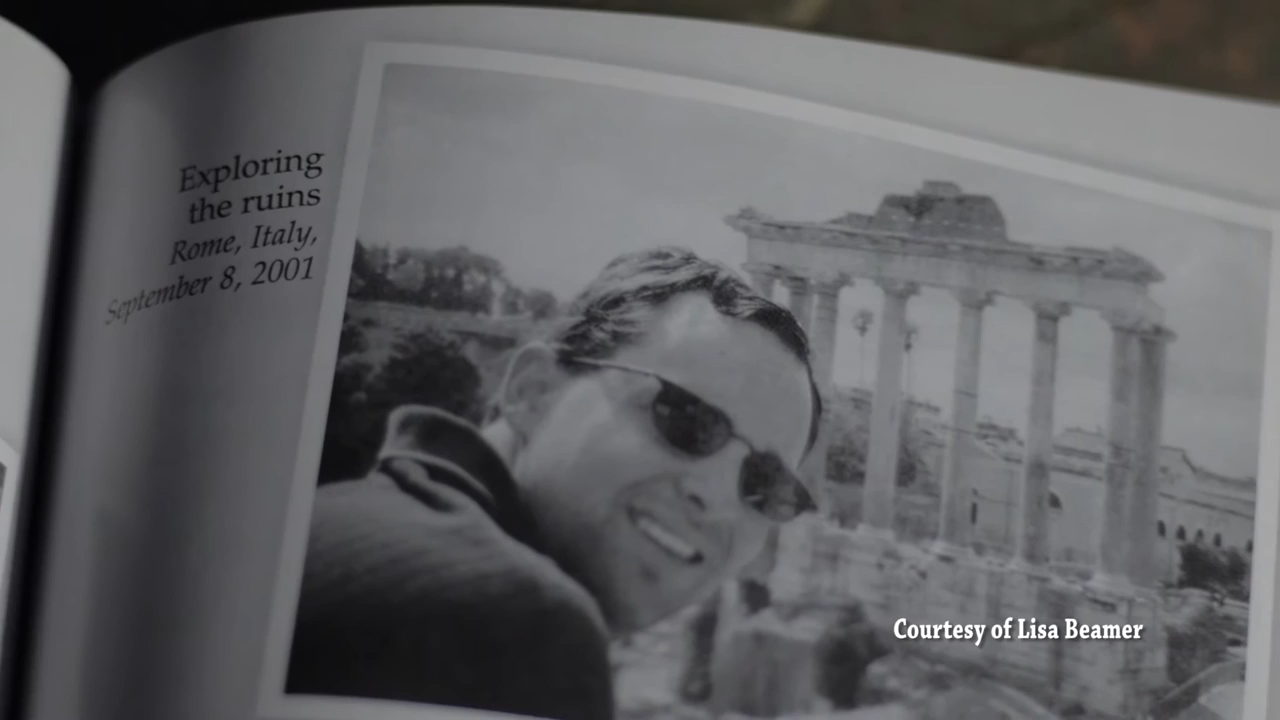 Exploring
the ruins
Rome, Italy,
September 8, 2001
Courtesy of Lisa Beamer